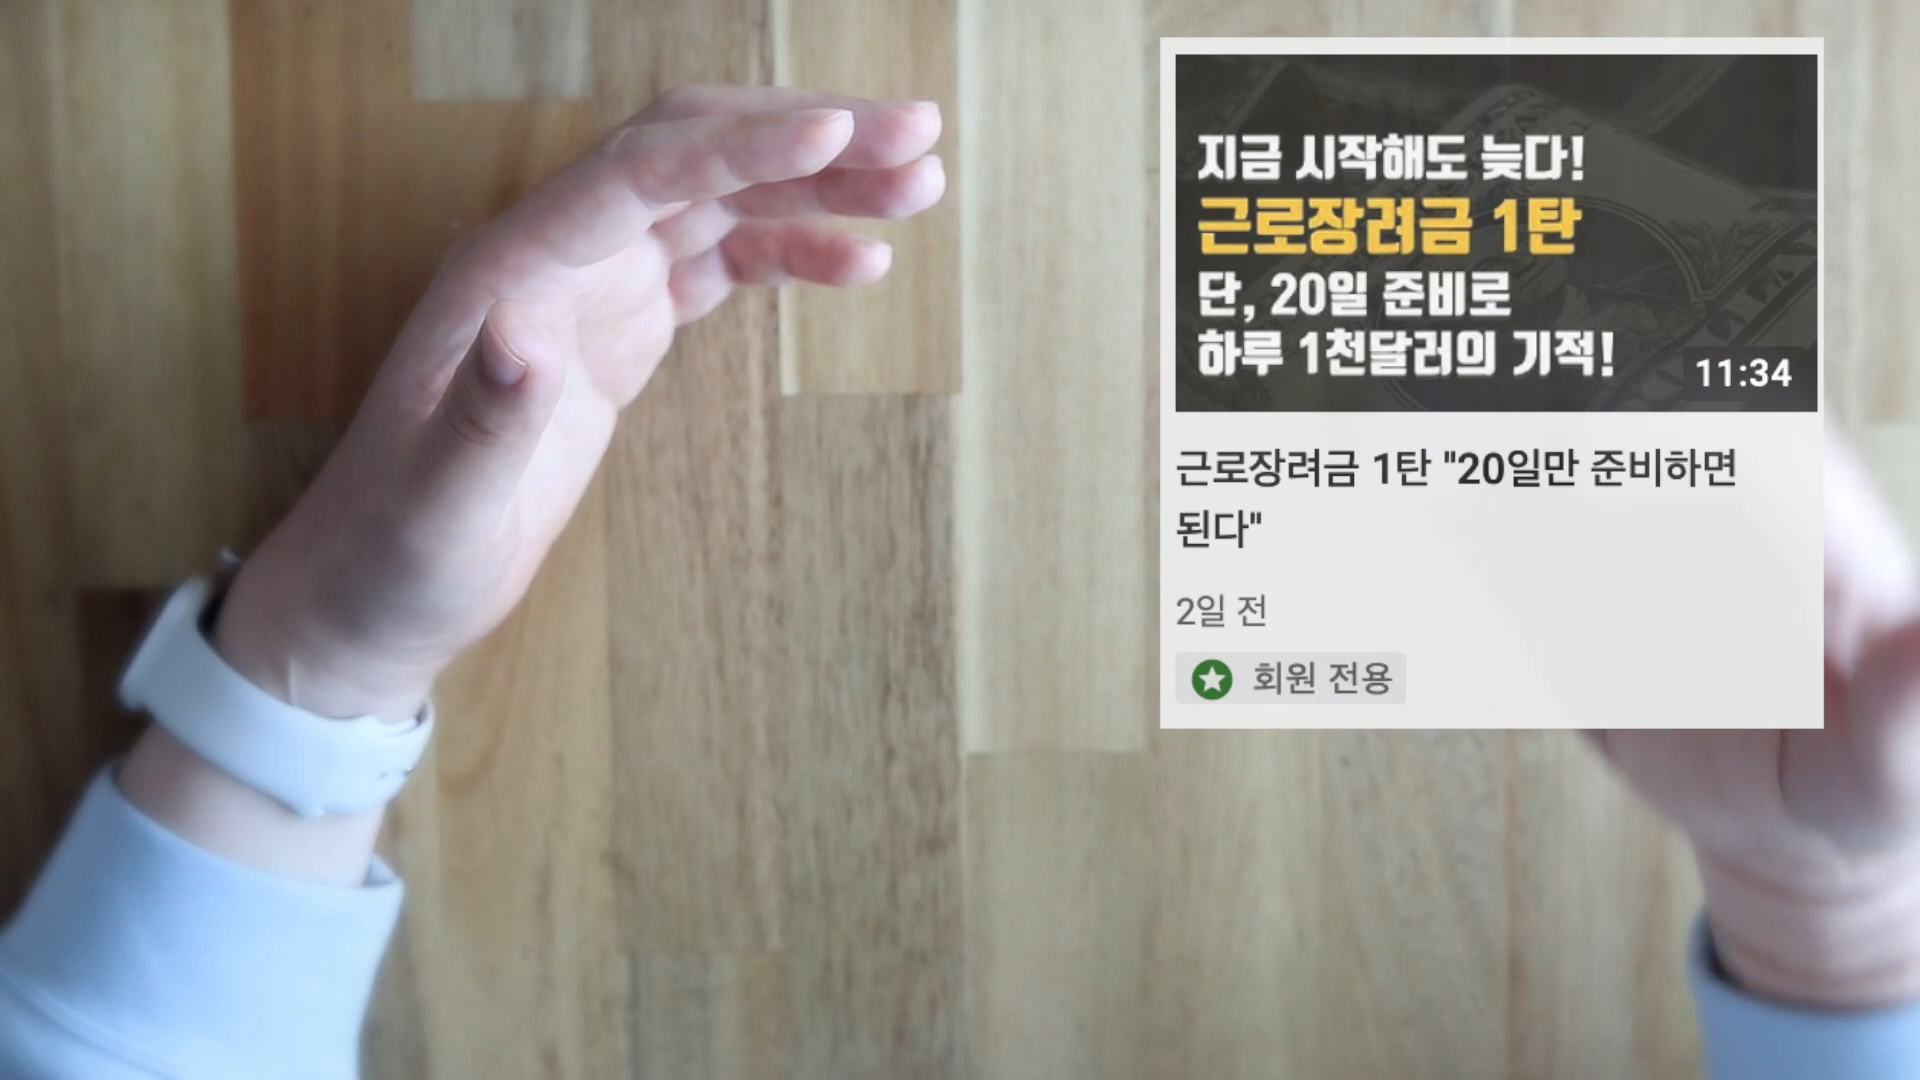 지금 시작해도 늦다!
근로장려금 1탄
단, 20일 준비로
하루 1천달러의 기적!
11:34
근로장려금 1탄 "20일만 준비하면
된다"
2일 전
회원 전용